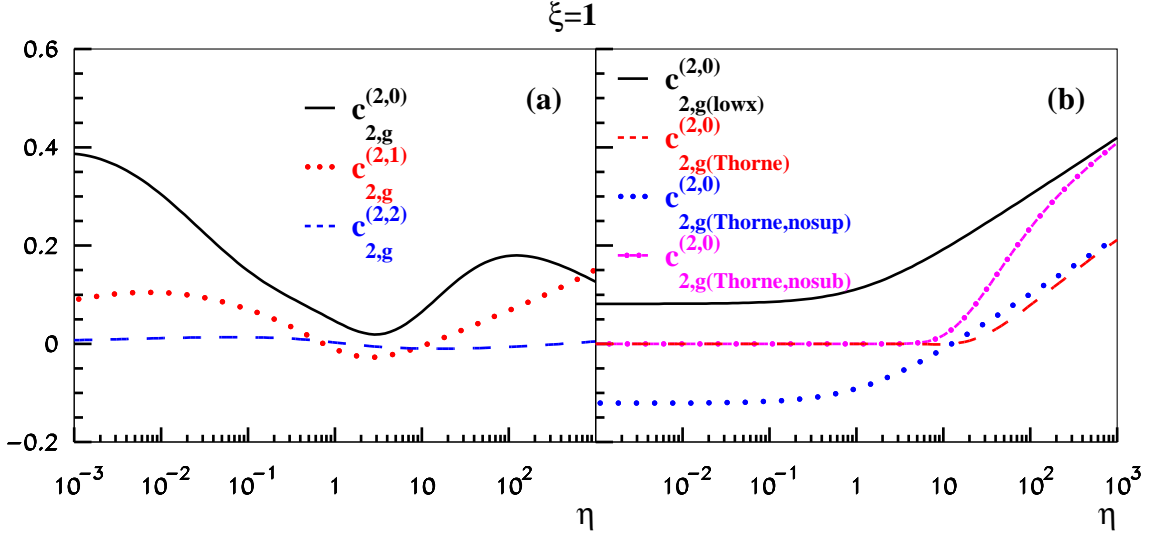 ξ=1
0.6
0.4
0.2
0
−0.2
(a)
c(2,0)
2,g
c(2,1)
2,g
c(2,2)
2,g
(b)
c(2,0)
2,g(lowx)
c(2,0)
2,g(Thorne)
c(2,0)
2,g(Thorne,nosup)
c(2,0)
2,g(Thorne,nosub)
10-3 10-2 10-1 1 10 102
η
10-2 10-1 1 10 102 103
η